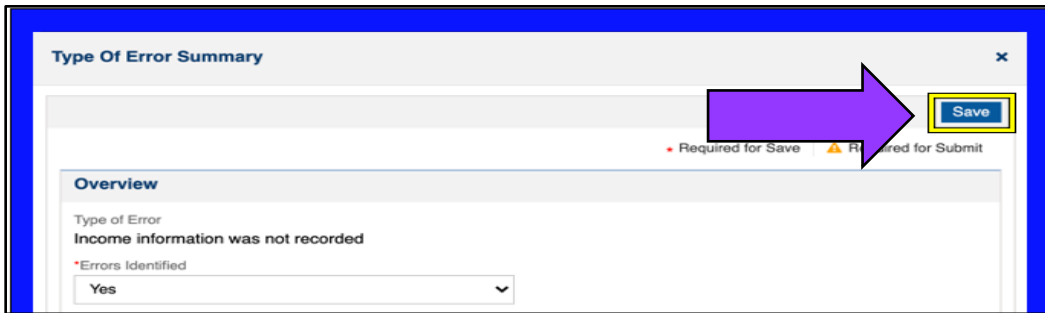 Type Of Error Summary ×
Save
* Required for Save Required for Submit
Overview
Type of Error
Income information was not recorded
*Errors Identified
Yes